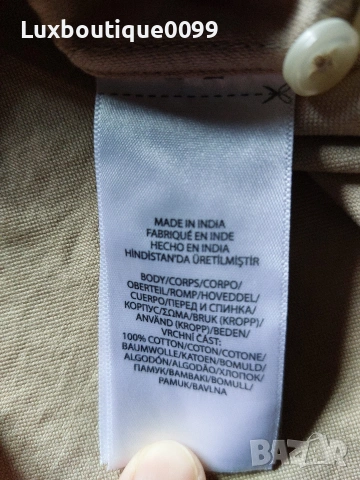 Luxboutique0099
MADE IN INDIA
FABRIQUÉ EN INDE
HECHO EN INDIA
HİNDİSTAN'DA ÜRETİLMİŞTİR
BODY/CORPS/CORPO/
OBERTEIL/ROMP/HOVEDDEL/
CUERPO/ПЕРЕД И СПИНКА/
КОРПУС/ΣΩΜΑ/BRUK (KROPP)/
ANVÄND (KROPP)/BEDEN/
VRCHNÍ ČÁST:
100% COTTON/COTON/COTONE/
BAUMWOLLE/KATOEN/BOMULD/
ALGODÓN/ALGODÃO/ХЛОПОК/
ПАМУК/ΒΑΜΒΑΚΙ/BOMULL/
PAMUK/BAVLNA
BAZAR